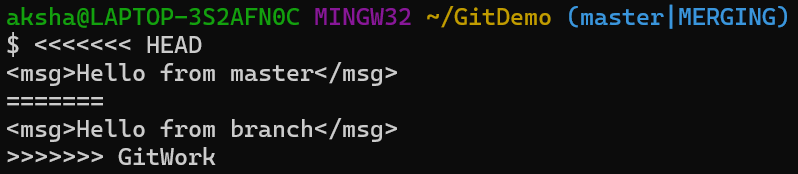 aksha@LAPTOP-3S2AFN0C MINGW32 ~/GitDemo (master|MERGING)
$ <<<<<<< HEAD
<msg>Hello from master</msg>
=======
<msg>Hello from branch</msg>
>>>>>>> GitWork